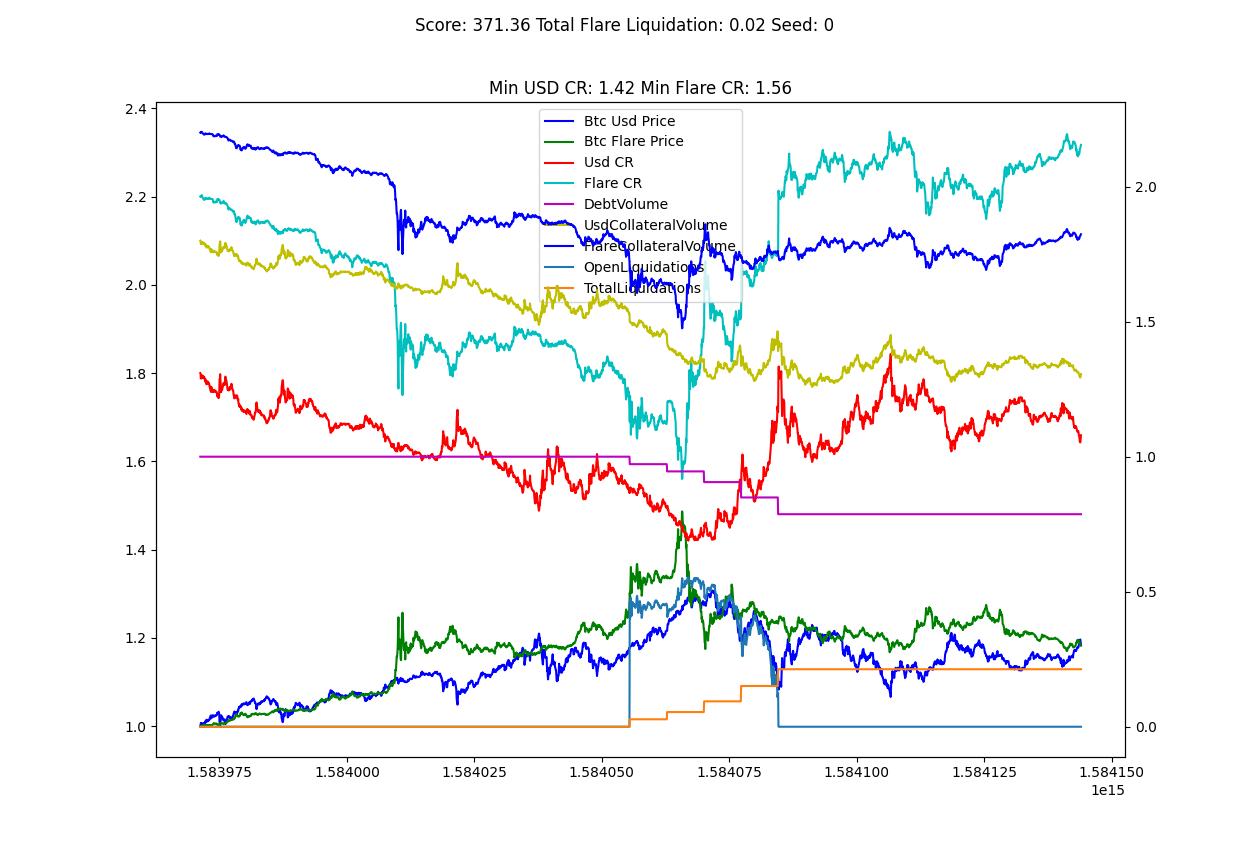 Score: 371.36 Total Flare Liquidation: 0.02 Seed: 0
Min USD CR: 1.42 Min Flare CR: 1.56
Btc Usd Price
Btc Flare Price
Usd CR
Flare CR
DebtVolume
UsdCollateralVolume
FlareCollateralVolume
OpenLiquidations
TotalLiquidations
2.4
2.2
2.0
1.8
1.6
1.4
1.2
1.0
2.0
1.5
1.0
0.5
0.0
1.583975 1.584000 1.584025 1.584050 1.584075 1.584100 1.584125 1.584150
1e15